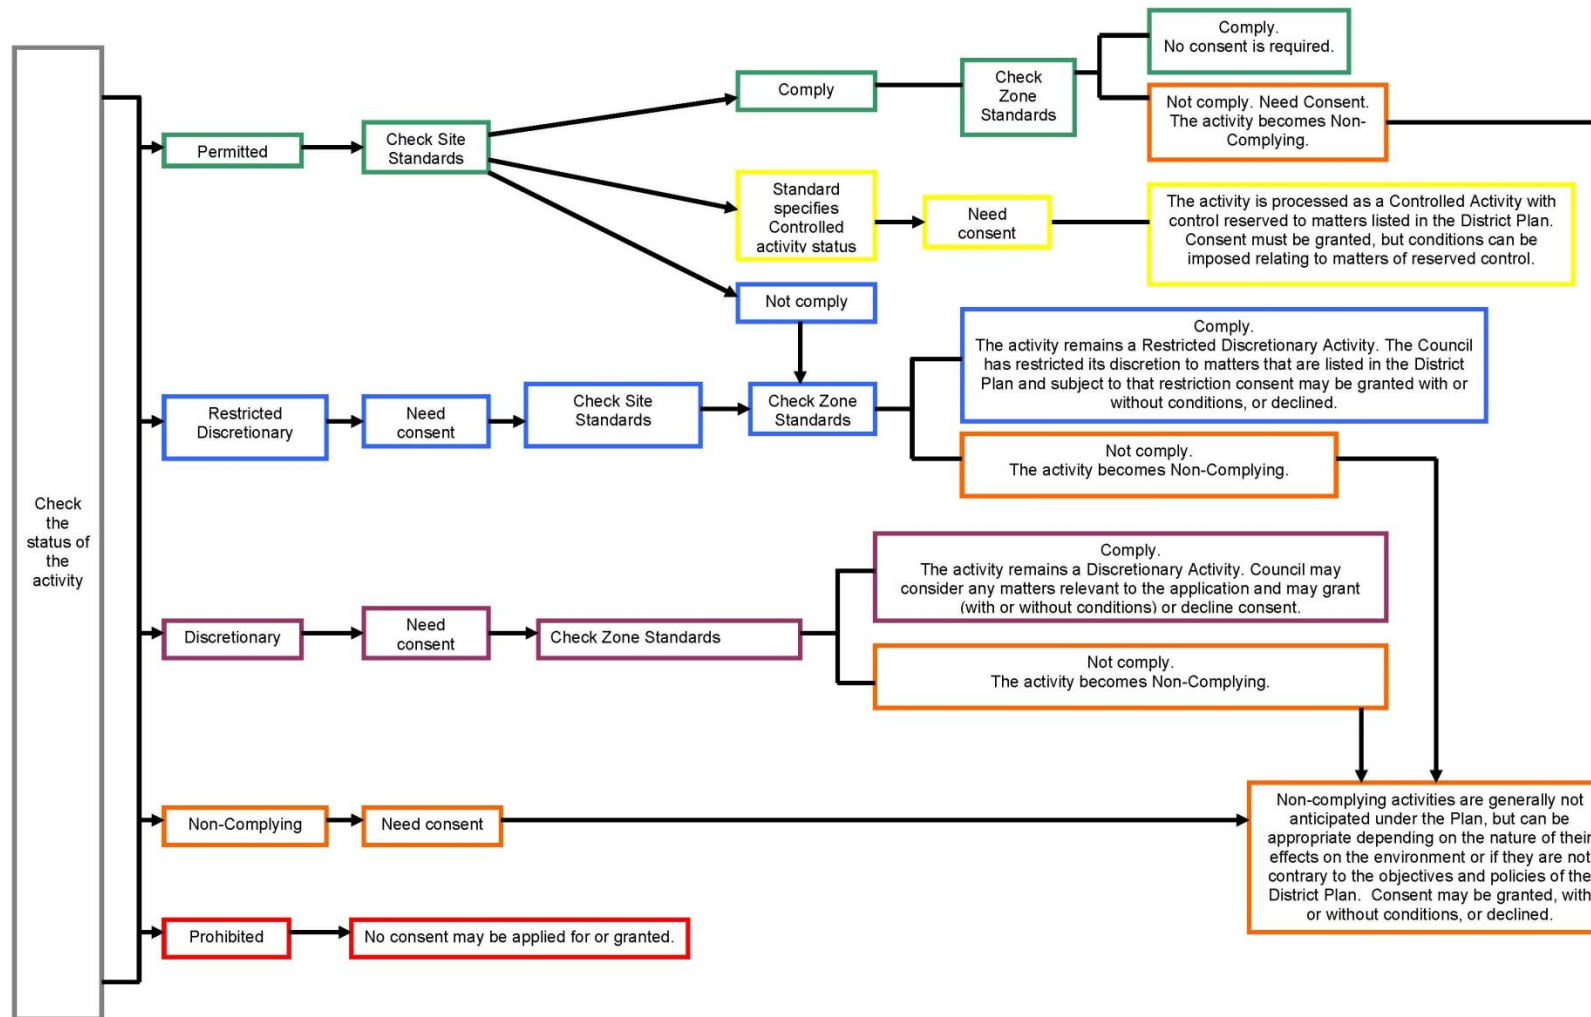 Check
the
status of
the
activity
Permitted
Check Site
Standards
Comply
Check
Zone
Standards
Comply.
No consent is required.
Not comply. Need Consent.
The activity becomes Non-
Complying.
Standard
specifies
Controlled
activity status
Need
consent
The activity is processed as a Controlled Activity with
control reserved to matters listed in the District Plan.
Consent must be granted, but conditions can be
imposed relating to matters of reserved control.
Not comply
Restricted
Discretionary
Need
consent
Check Site
Standards
Check Zone
Standards
Comply.
The activity remains a Restricted Discretionary Activity. The Council
has restricted its discretion to matters that are listed in the District
Plan and subject to that restriction consent may be granted with or
without conditions, or declined.
Not comply.
The activity becomes Non-Complying.
Discretionary
Need
consent
Check Zone Standards
Comply.
The activity remains a Discretionary Activity. Council may
consider any matters relevant to the application and may grant
(with or without conditions) or decline consent.
Not comply.
The activity becomes Non-Complying.
Non-Complying
Need consent
Non-complying activities are generally not
anticipated under the Plan, but can be
appropriate depending on the nature of their
effects on the environment or if they are not
contrary to the objectives and policies of the
District Plan. Consent may be granted, with
or without conditions, or declined.
Prohibited
No consent may be applied for or granted.